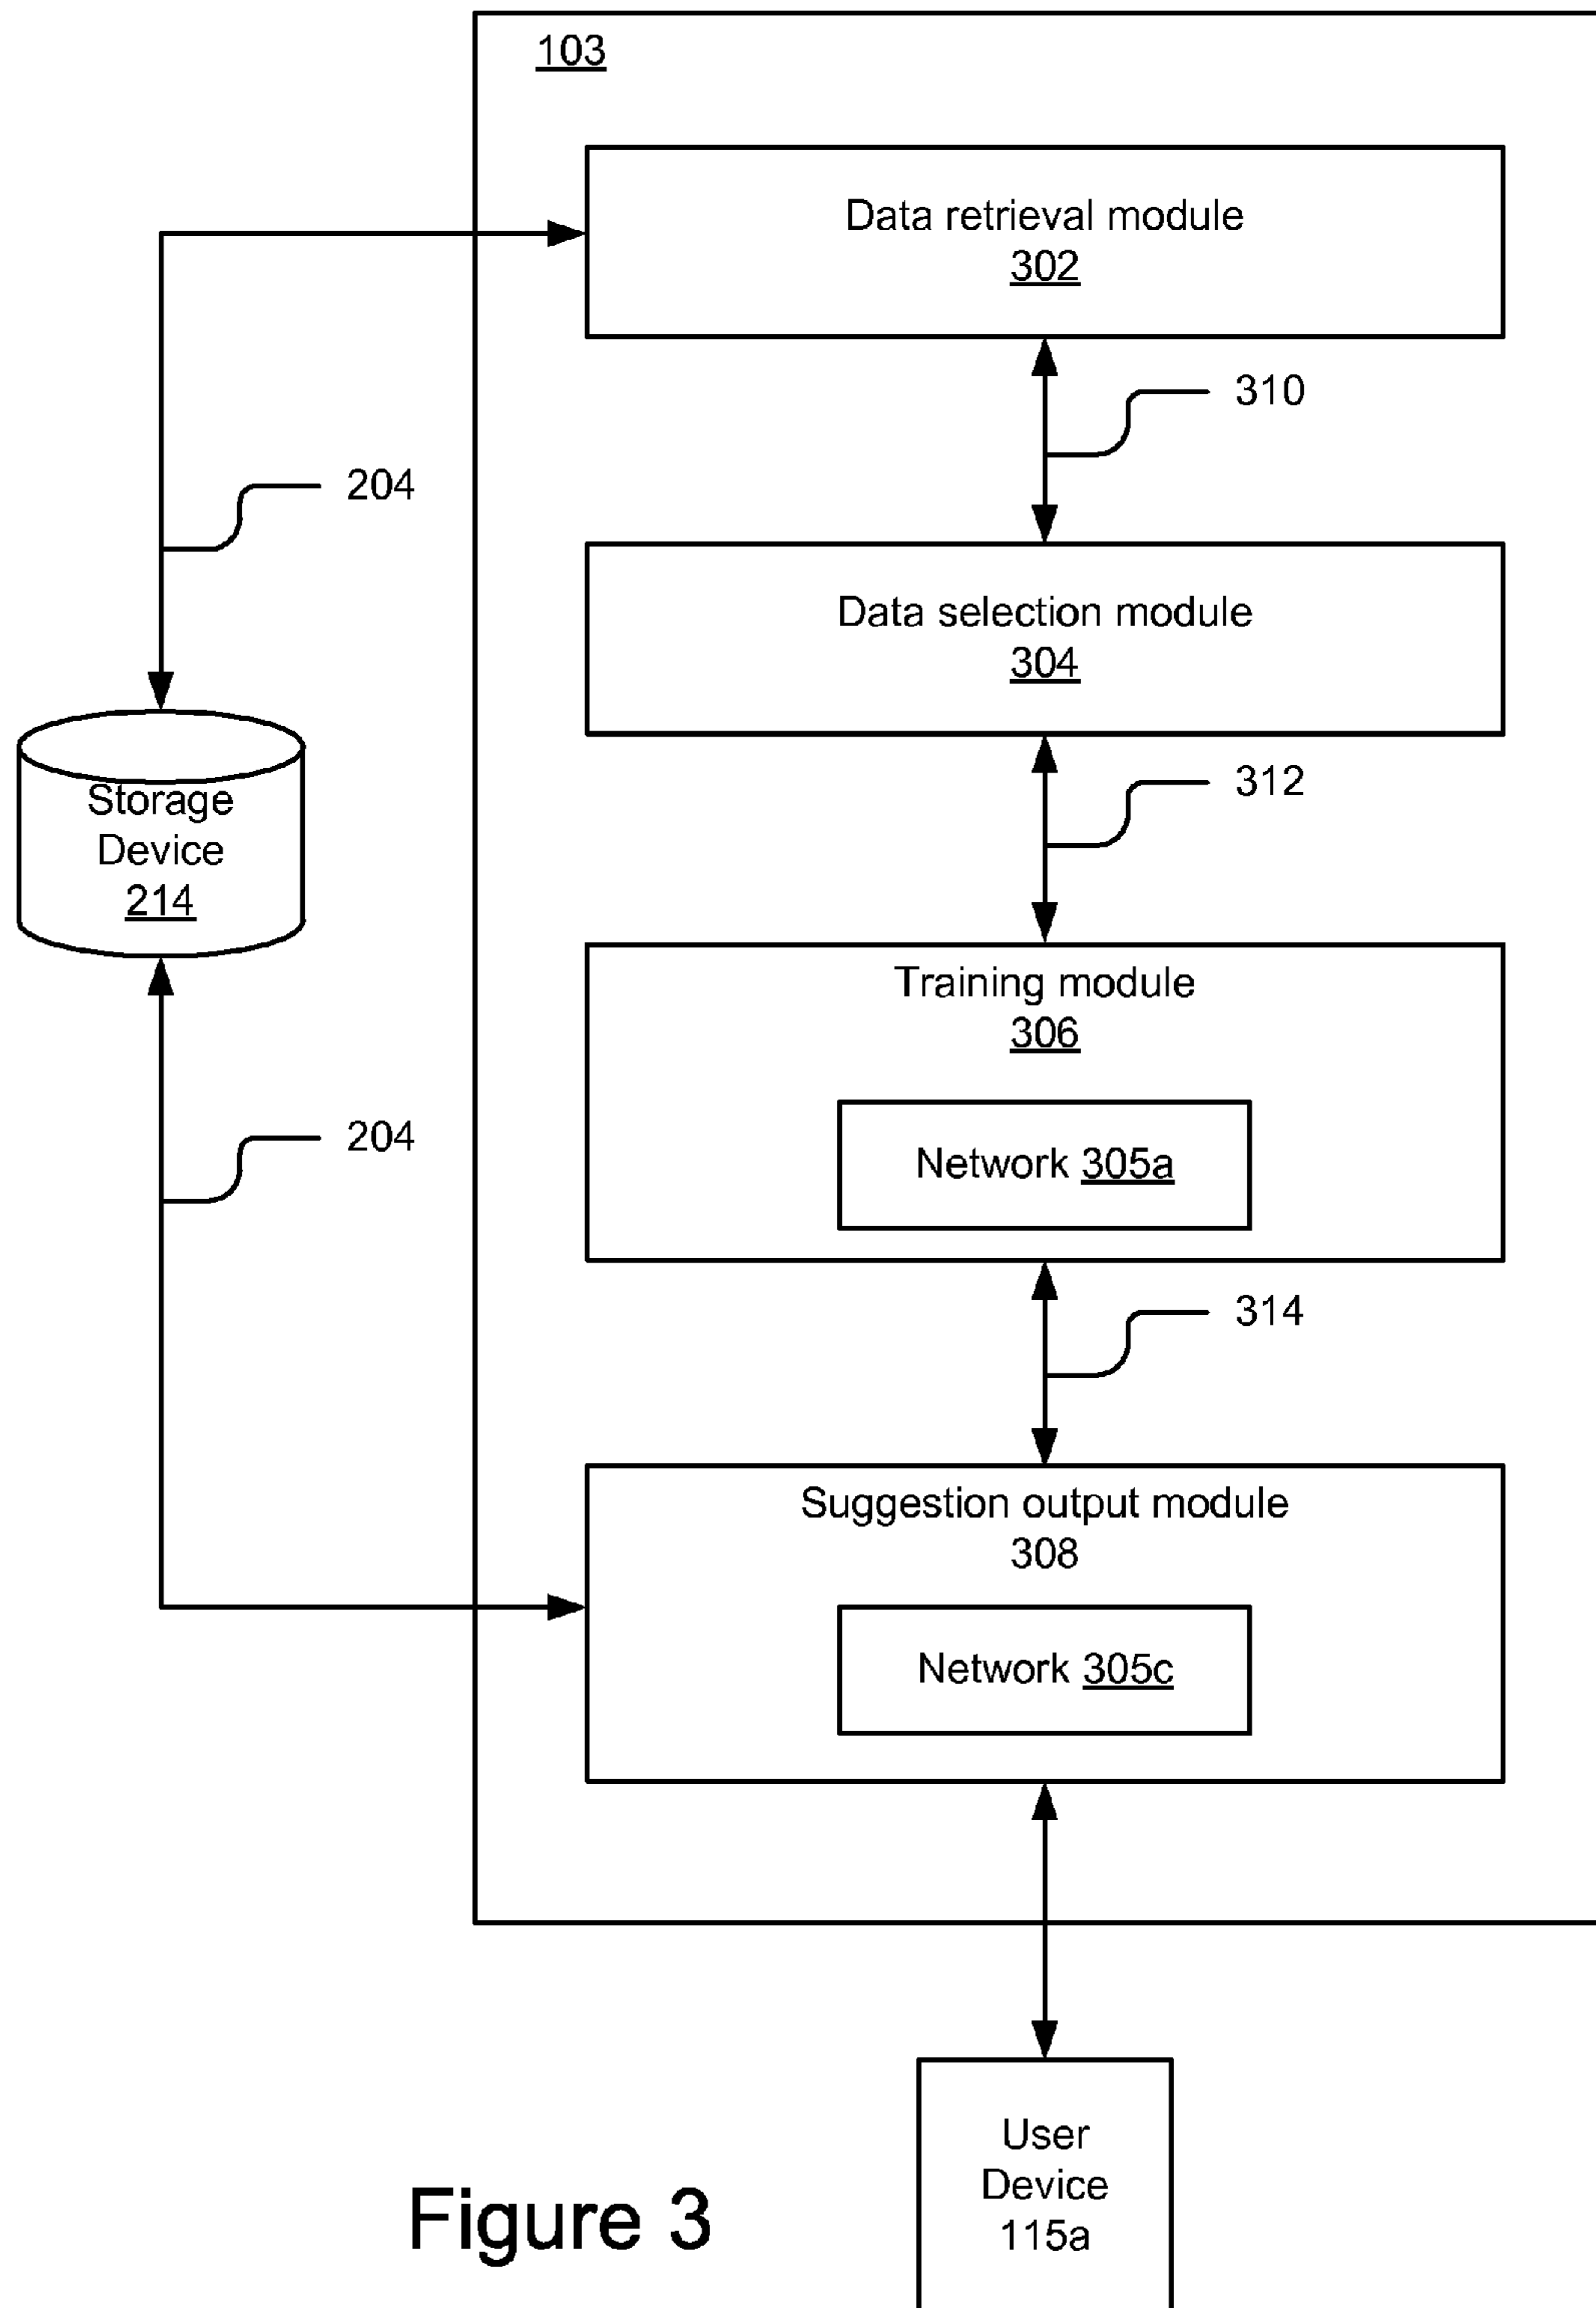 103
Data retrieval module
302
310
204
Data selection module
304
312
Storage
Device
214
Training module
306
204
Network 305a
314
Suggestion output module
308
Network 305c
User
Device
115a
Figure 3